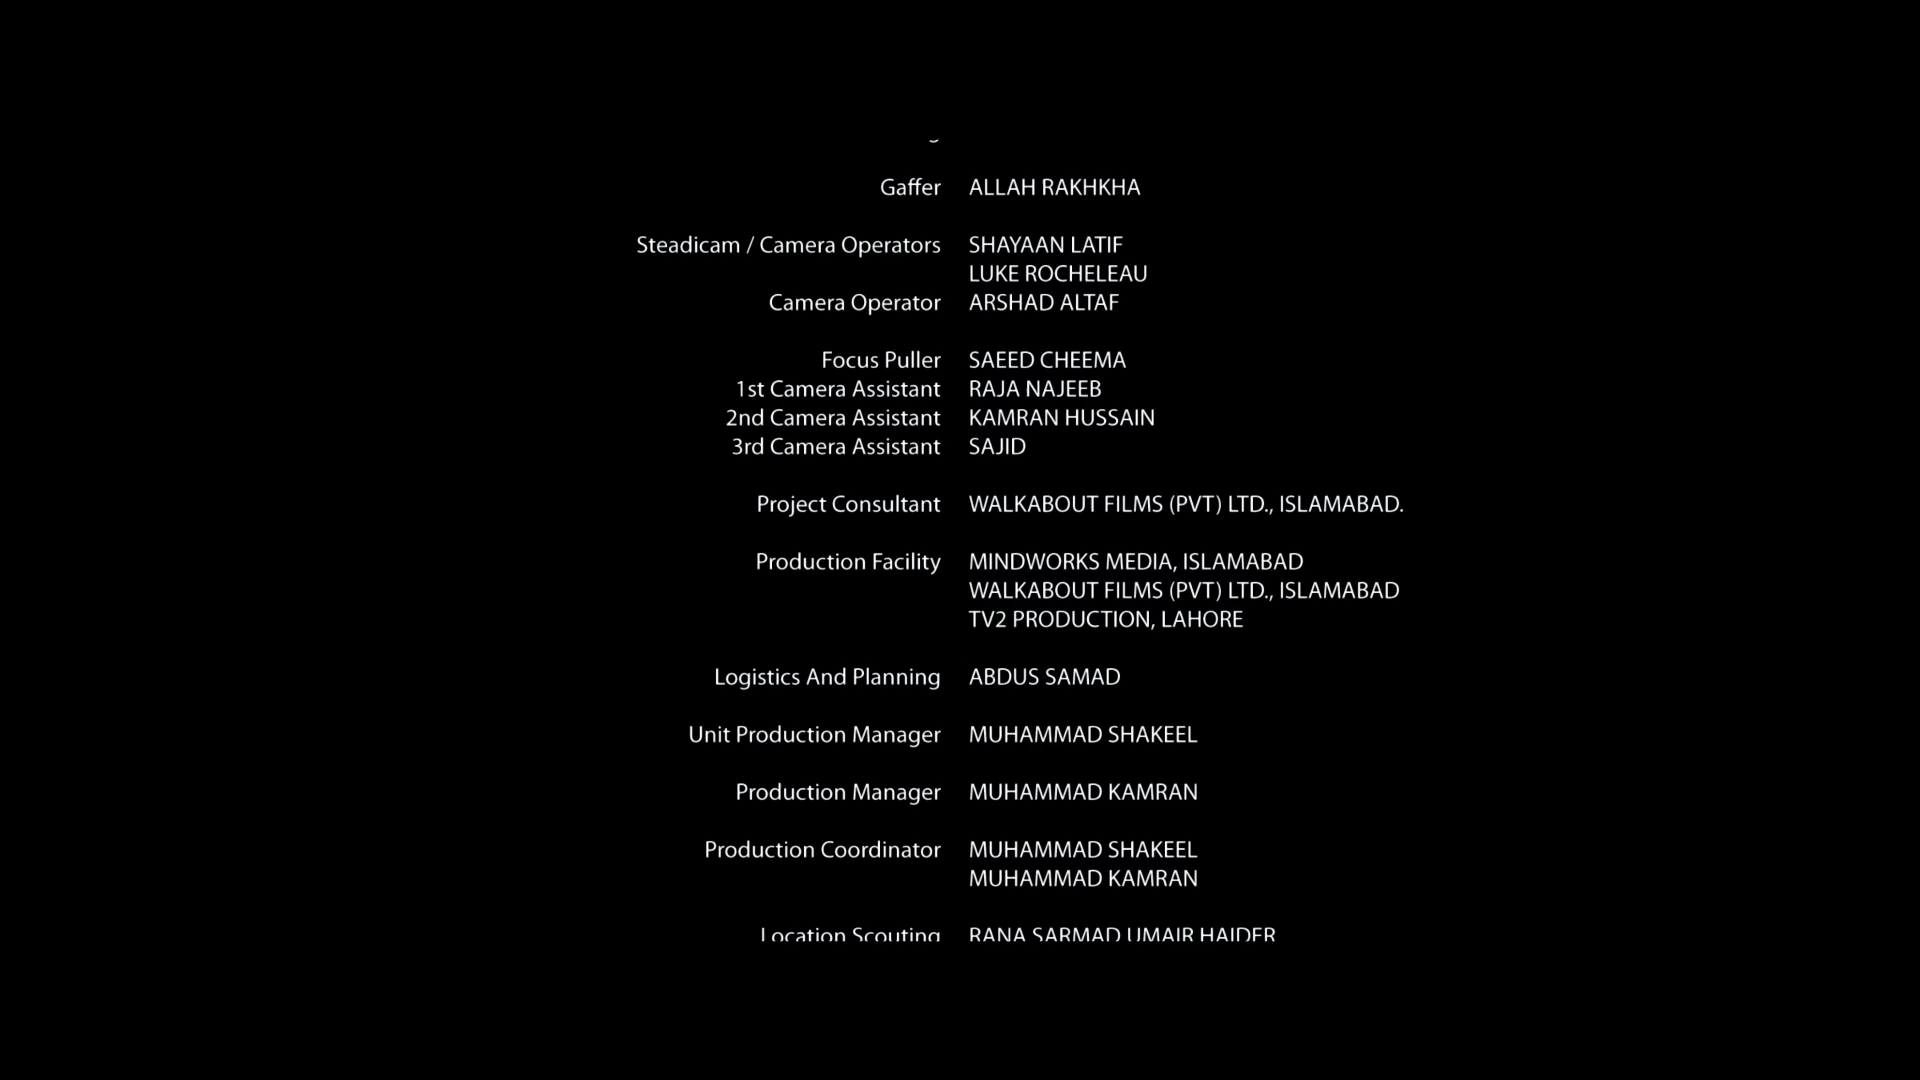 Gaffer ALLAH RAKHKHA
Steadicam / Camera Operators SHAYAAN LATIF
LUKE ROCHELEAU
Camera Operator ARSHAD ALTAF
Focus Puller SAEED CHEEMA
1st Camera Assistant RAJA NAJEEB
2nd Camera Assistant KAMRAN HUSSAIN
3rd Camera Assistant SAJID
Project Consultant WALKABOUT FILMS (PVT) LTD., ISLAMABAD.
Production Facility MINDWORKS MEDIA, ISLAMABAD
WALKABOUT FILMS (PVT) LTD., ISLAMABAD
TV2 PRODUCTION, LAHORE
Logistics And Planning ABDUS SAMAD
Unit Production Manager MUHAMMAD SHAKEEL
Production Manager MUHAMMAD KAMRAN
Production Coordinator MUHAMMAD SHAKEEL
MUHAMMAD KAMRAN
Location Scouting RANA SARMAD UMAIR HAIDER